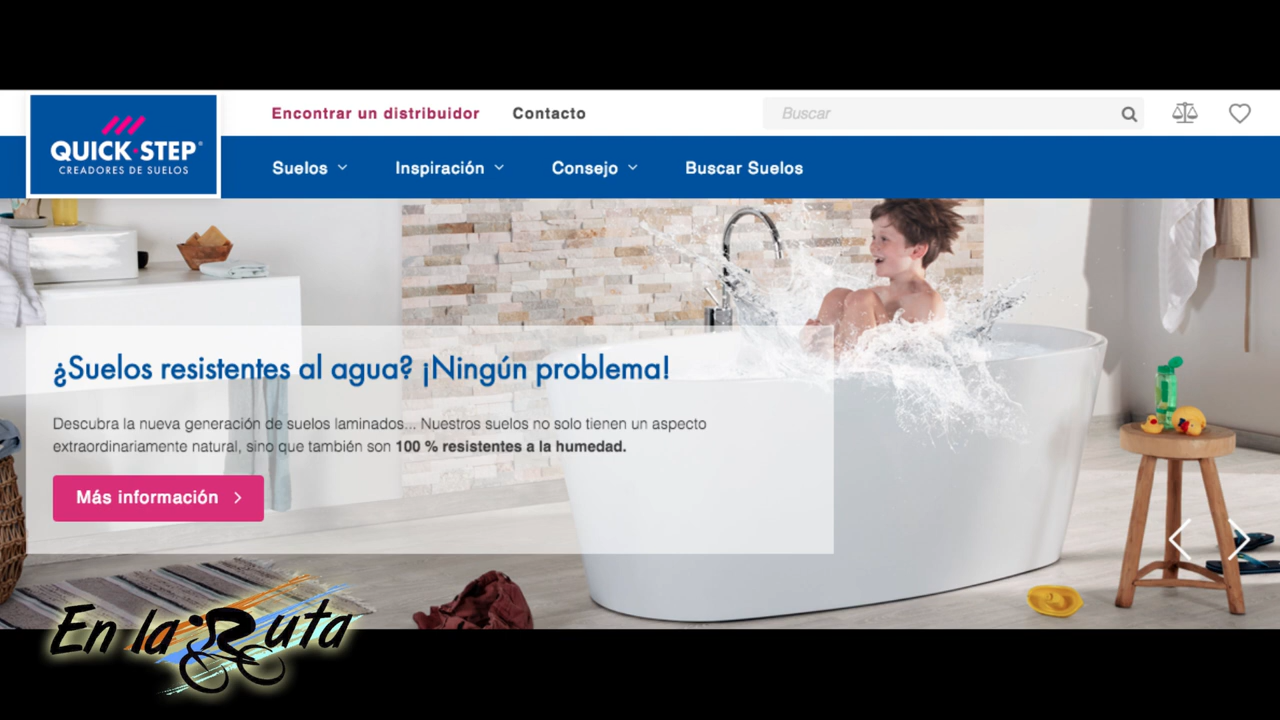 Encontrar un distribuidor
Contacto
Buscar
QUICK·STEP®
CREADORES DE SUELOS
Suelos
Inspiración
Consejo
Buscar Suelos
¿Suelos resistentes al agua? ¡Ningún problema!
Descubra la nueva generación de suelos laminados... Nuestros suelos no solo tienen un aspecto
extraordinariamente natural, sino que también son 100 % resistentes a la humedad.
Más información
En la Ruta